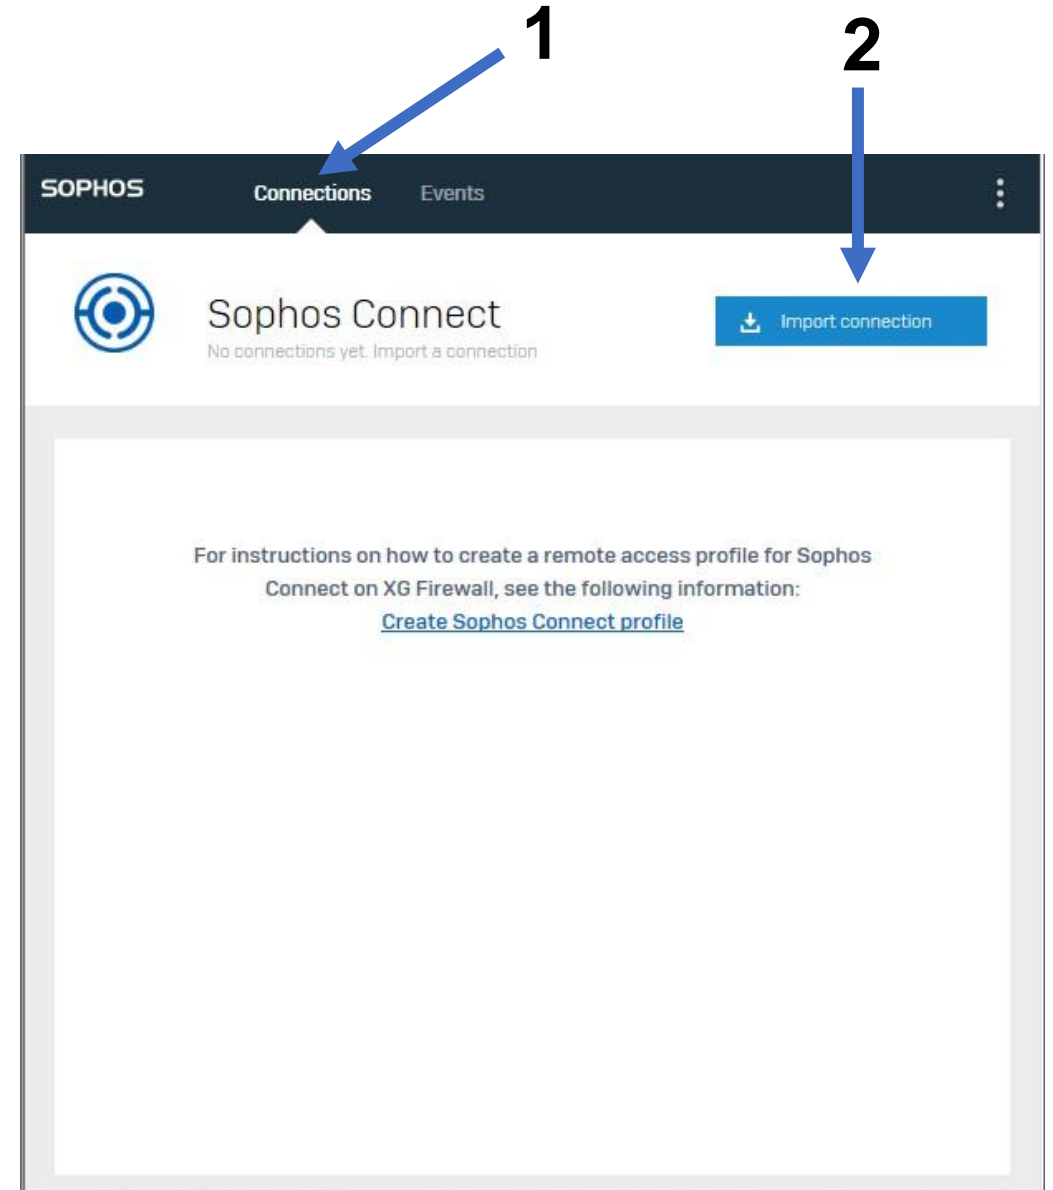 1
2
SOPHOS
Connections
Events
Sophos Connect
No connections yet. Import a connection
Import connection
For instructions on how to create a remote access profile for Sophos
Connect on XG Firewall, see the following information:
Create Sophos Connect profile